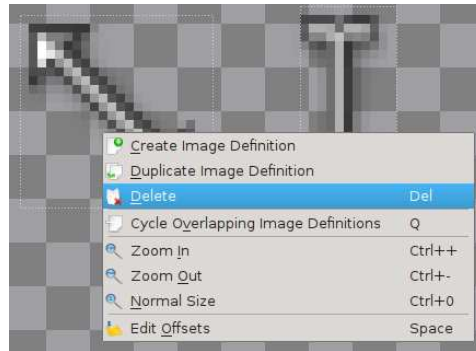 Create Image Definition
Duplicate Image Definition
Delete Del
Cycle Overlapping Image Definitions Q
Zoom In Ctrl++
Zoom Out Ctrl+-
Normal Size Ctrl+0
Edit Offsets Space